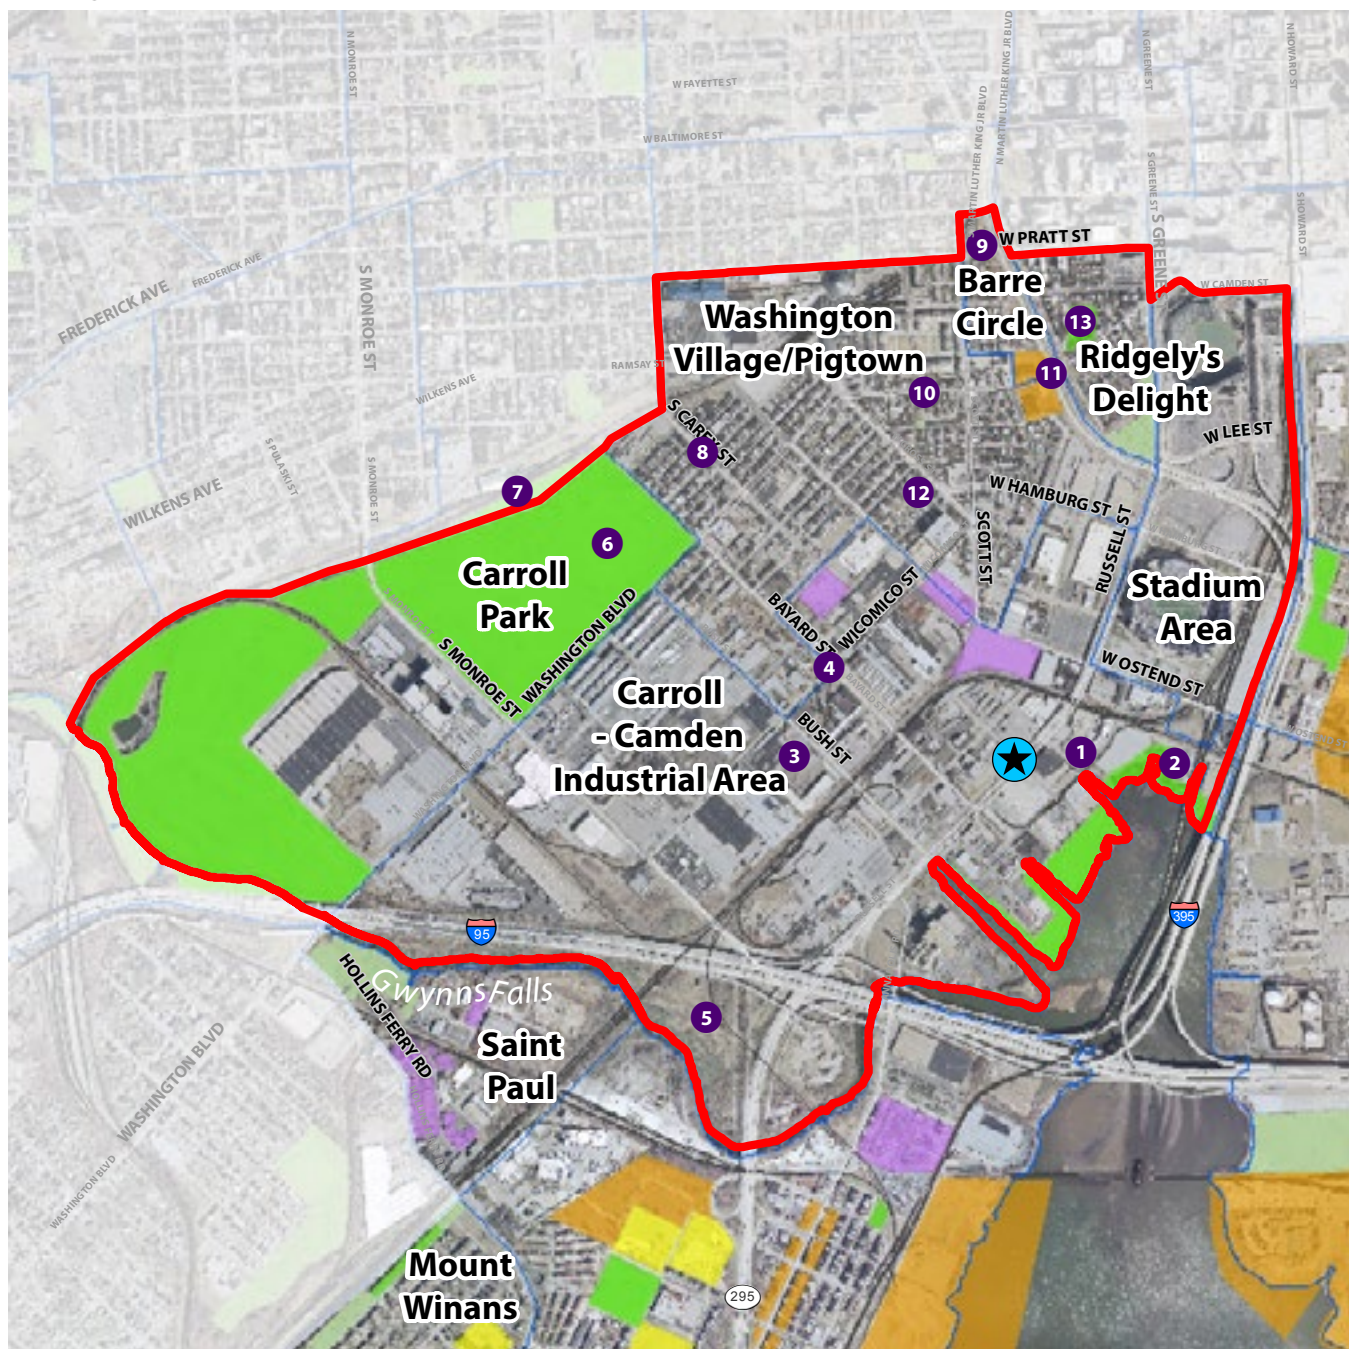 N MONROE ST
N MARTIN LUTHER KING JR BLVD
N GREENE ST
N HOWARD ST
W FAYETTE ST
W BALTIMORE ST
MARTIN LUTHER KING JR BLVD
S GREENE ST
S HOWARD ST
9
W PRATT ST
S GREENE
FREDERICK AVE
FREDERICK AVE
S MONROE ST
W CAMDEN ST
Barre
Circle
Washington
Village/Pigtown
13
RAMSAY ST
WILKENS AVE
10
11
Ridgely's
Delight
S CAREY ST
W LEE ST
8
S PULASKI ST
S MONROE ST
WILKENS AVE
7
12
W HAMBURG ST
SCOTT ST
RUSSELL ST
6
Carroll
Park
WASHINGTON BLVD
S MONROE ST
BAYARD ST
WICOMICO ST
4
Stadium
Area
W OSTEND ST
Carroll
- Camden
Industrial Area
BUSH ST
3
1
2
95
395
HOLLINS FERRY RD
Gwynns Falls
5
Saint
Paul
WASHINGTON BLVD
WASHINGTON BLVD
Mount
Winans
295